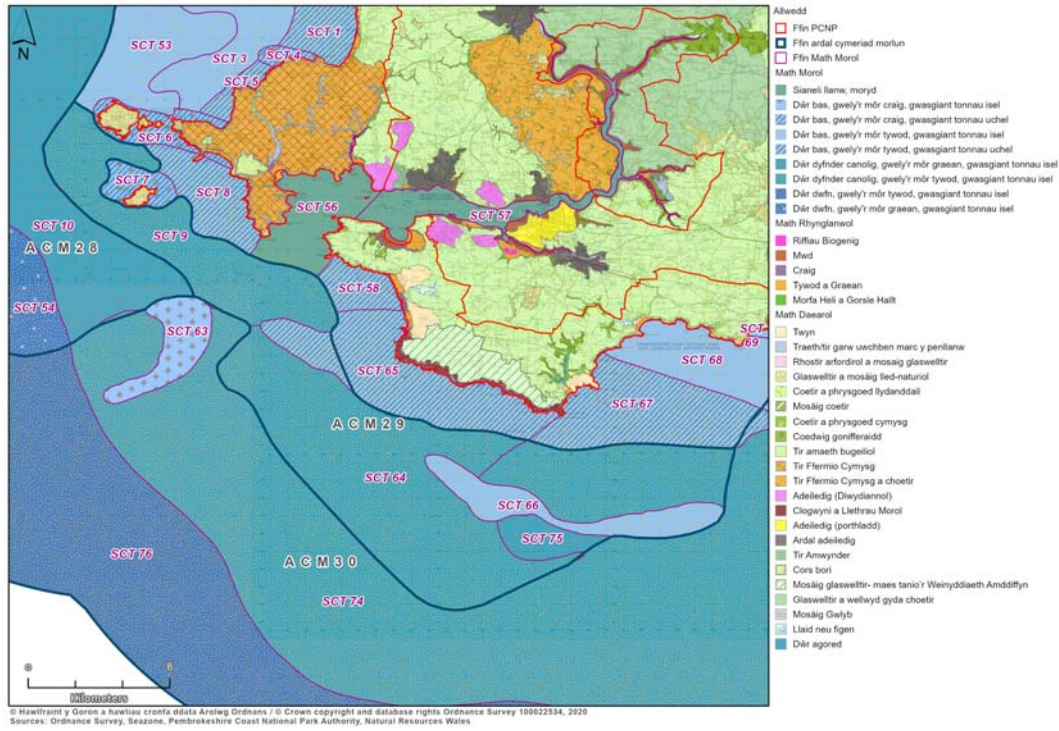 SCT 53
SCT 1
SCT 3
SCT 4
N
SCT 5
SCT 6
SCT 7
SCT 8
SCT 56
SCT 57
SCT 10
SCT 9
ACM28
SCT 54
SCT 58
SCT 63
SCT 69
SCT 68
SCT 65
SCT 67
ACM29
SCT 64
SCT 66
SCT 75
SCT 76
ACM30
SCT 74
0 8
Kilometers
© Hawlfraint y Goron a hawliau cronfa ddata Arolwg Ordnans / © Crown copyright and database rights Ordnance Survey 100022534, 2020
Sources: Ordnance Survey, Seazone, Pembrokeshire Coast National Park Authority, Natural Resources Wales
Allwedd
Ffin PCNP
Ffin ardal cymeriad morlun
Ffin Math Morol
Math Morol
Sianeli llanw, moryd
Dŵr bas, gwely'r môr craig, gwasgiant tonnau isel
Dŵr bas, gwely'r môr craig, gwasgiant tonnau uchel
Dŵr bas, gwely'r môr tywod, gwasgiant tonnau isel
Dŵr bas, gwely'r môr tywod, gwasgiant tonnau uchel
Dŵr dyfnder canolig, gwely'r môr graean, gwasgiant tonnau isel
Dŵr dyfnder canolig, gwely'r môr tywod, gwasgiant tonnau isel
Dŵr dwfn, gwely'r môr tywod, gwasgiant tonnau isel
Dŵr dwfn, gwely'r môr graean, gwasgiant tonnau isel
Math Rhynglanwol
Riffiau Biogenig
Mwd
Craig
Tywod a Graean
Morfa Heli a Gorsle Hallt
Math Daearol
Twyn
Traeth/tir garw uwchben marc y penllanw
Rhostir arfordirol a mosaig glaswelltir
Glaswelltir a mosäig lled-naturiol
Coetir a phrysgoed llydanddail
Mosäig coetir
Coetir a phrysgoed cymysg
Coedwig gonifferaidd
Tir amaeth bugeiliol
Tir Ffermio Cymysg
Tir Ffermio Cymysg a choetir
Adeiledig (Diwydiannol)
Clogwyni a Llethrau Morol
Adeiledig (porthladd)
Ardal adeiledig
Tir Amwynder
Cors bori
Mosäig glaswelltir- maes tanio'r Weinyddiaeth Amddiffyn
Glaswelltir a wellwyd gyda choetir
Mosäig Gwlyb
Llaid neu figen
Dŵr agored